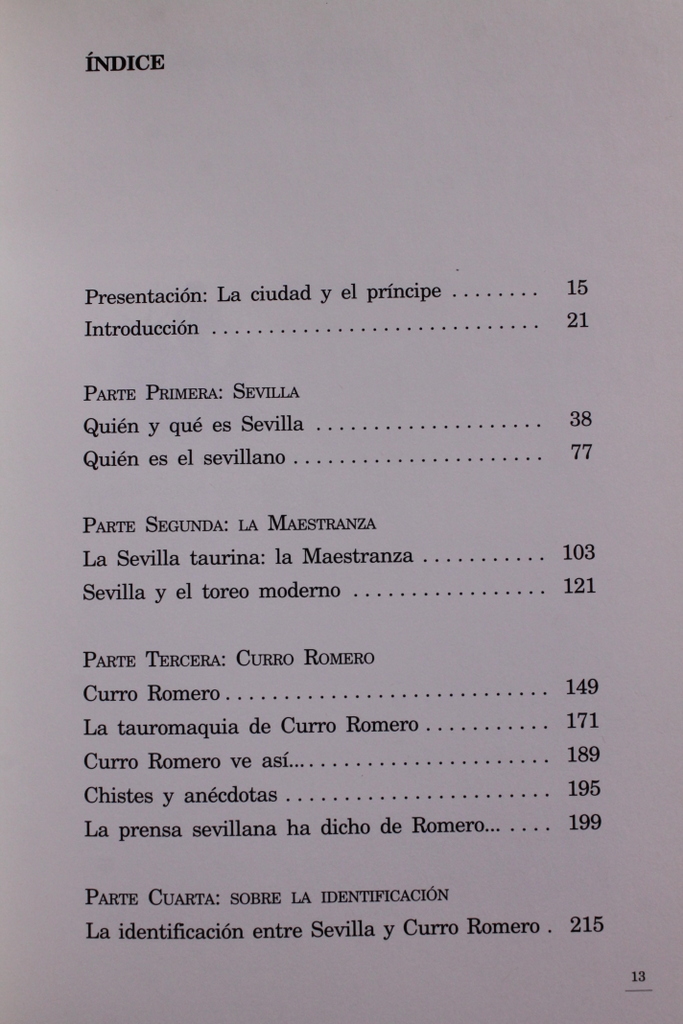 ÍNDICE
Presentación: La ciudad y el príncipe ........ 15
Introducción ............................. 21
PARTE PRIMERA: SEVILLA
Quién y qué es Sevilla .................... 38
Quién es el sevillano ...................... 77
PARTE SEGUNDA: LA MAESTRANZA
La Sevilla taurina: la Maestranza ........... 103
Sevilla y el toreo moderno ................. 121
PARTE TERCERA: CURRO ROMERO
Curro Romero ............................ 149
La tauromaquia de Curro Romero ........... 171
Curro Romero ve así... ...................... 189
Chistes y anécdotas ....................... 195
La prensa sevillana ha dicho de Romero... .... 199
PARTE CUARTA: SOBRE LA IDENTIFICACIÓN
La identificación entre Sevilla y Curro Romero . 215
13